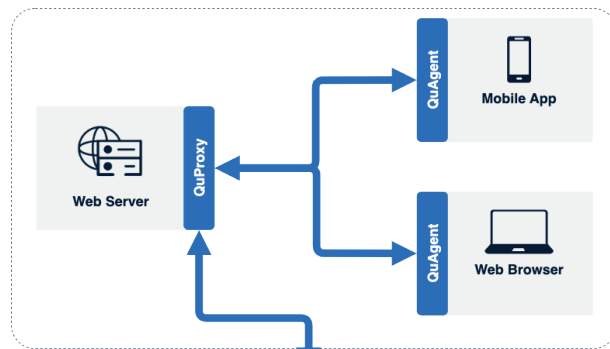 QuAgent
Mobile App
QuProxy
Web Server
QuAgent
Web Browser